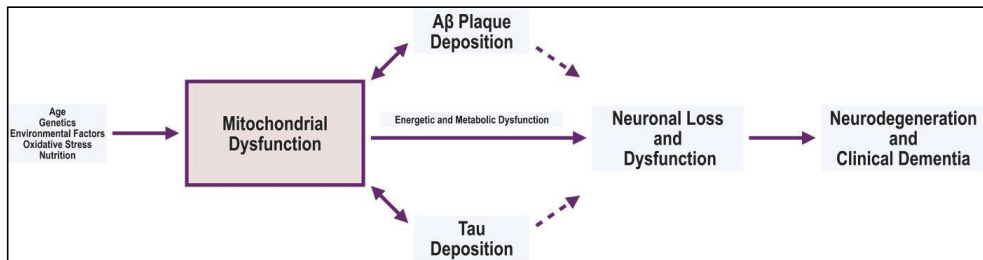 Age
Genetics
Environmental Factors
Oxidative Stress
Nutrition
Mitochondrial
Dysfunction
Aβ Plaque
Deposition
Energetic and Metabolic Dysfunction
Tau
Deposition
Neuronal Loss
and
Dysfunction
Neurodegeneration
and
Clinical Dementia